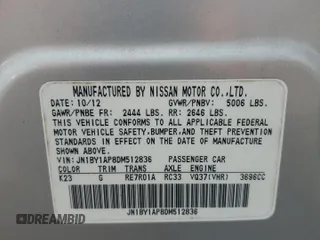 MANUFACTURED BY NISSAN MOTOR CO.,LTD.
DATE: 10/12 GVWR/PNBV: 5006 LBS.
GAWR/PNBE FR: 2444 LBS. RR: 2646 LBS.
THIS VEHICLE CONFORMS TO ALL APPLICABLE FEDERAL
MOTOR VEHICLE SAFETY,BUMPER,AND THEFT PREVENTION
STANDARDS IN EFFECT ON THE DATE OF MANUFACTURE
SHOWN ABOVE.
VIN:JN1BY1AP8DM512836 PASSENGER CAR
COLOR TRIM TRANS AXLE ENGINE
K23 G RE7R01A RC33 VQ37(VHR) 3696CC
JN1BY1AP8DM512836
© DREAMBID